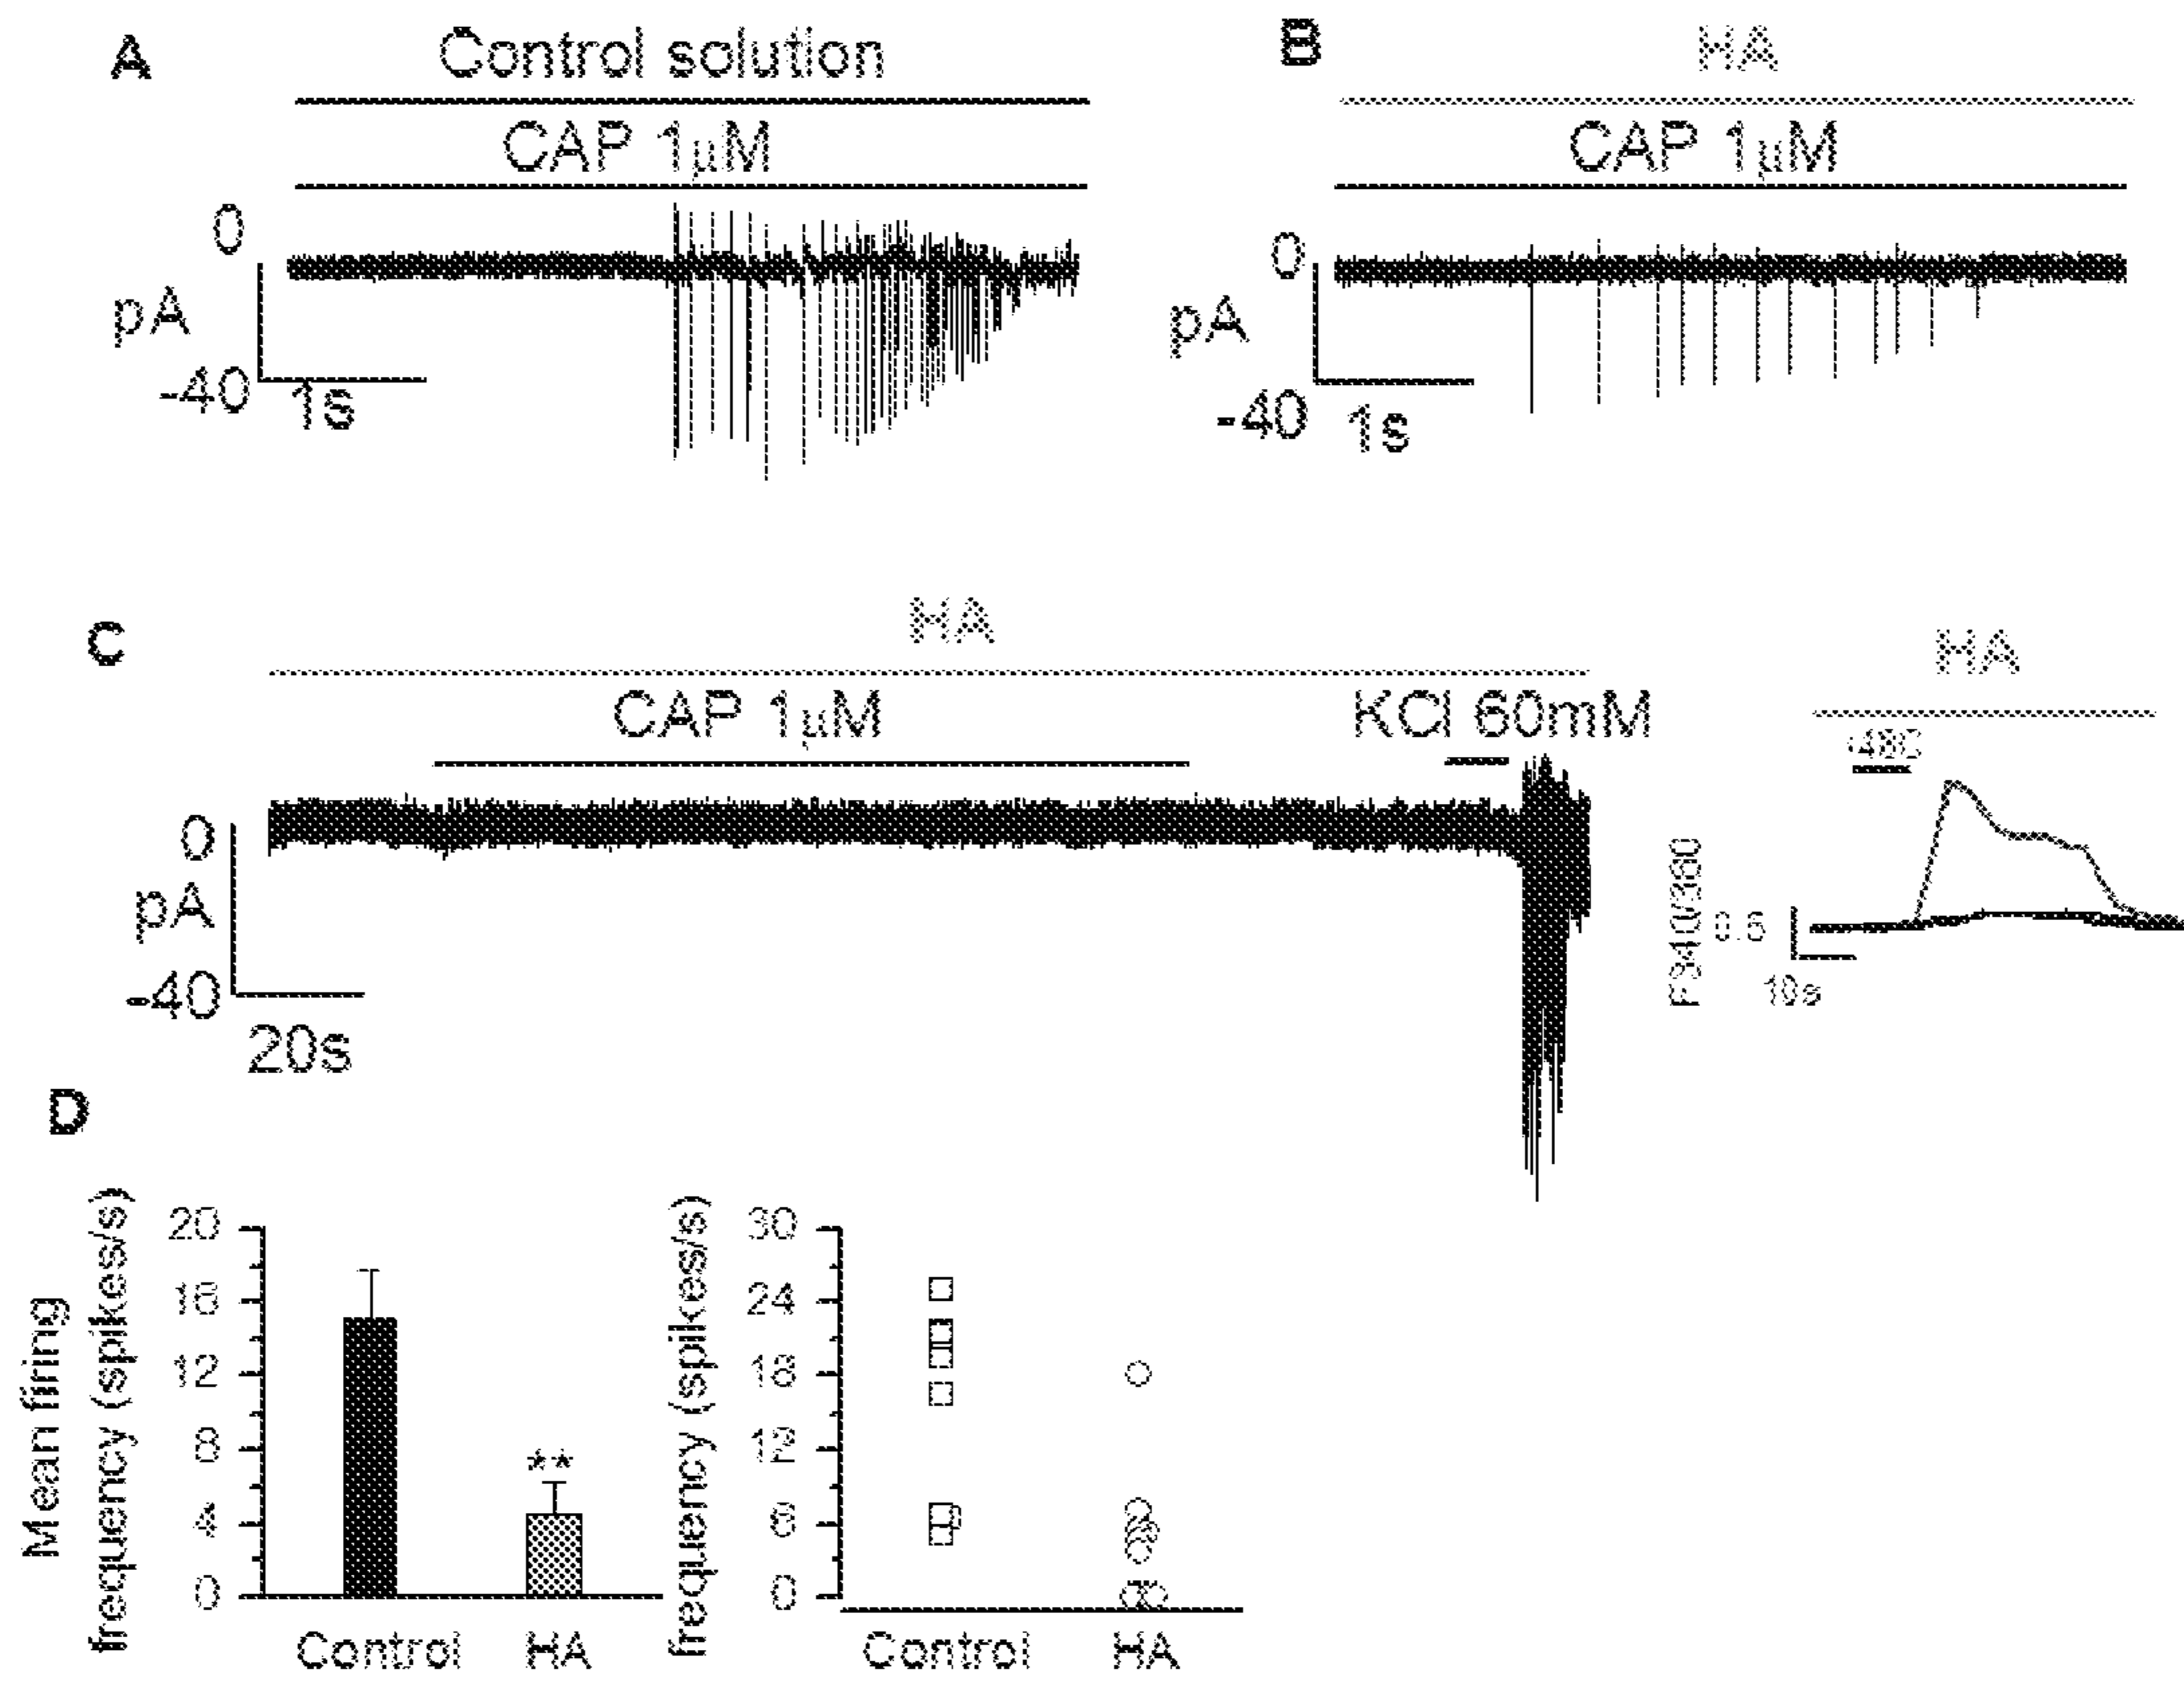 A
Control solution
CAP 1µM
0
pA
-40
1s
B
HA
CAP 1µM
0
pA
-40
1s
C
HA
CAP 1µM
KCl 60mM
0
pA
-40
20s
HA
F340/380
10s
D
Mean firing
frequency (spikes/s)
20
16
12
8
4
0
**
Control
HA
frequency (spikes/s)
30
24
18
12
6
0
Control
HA